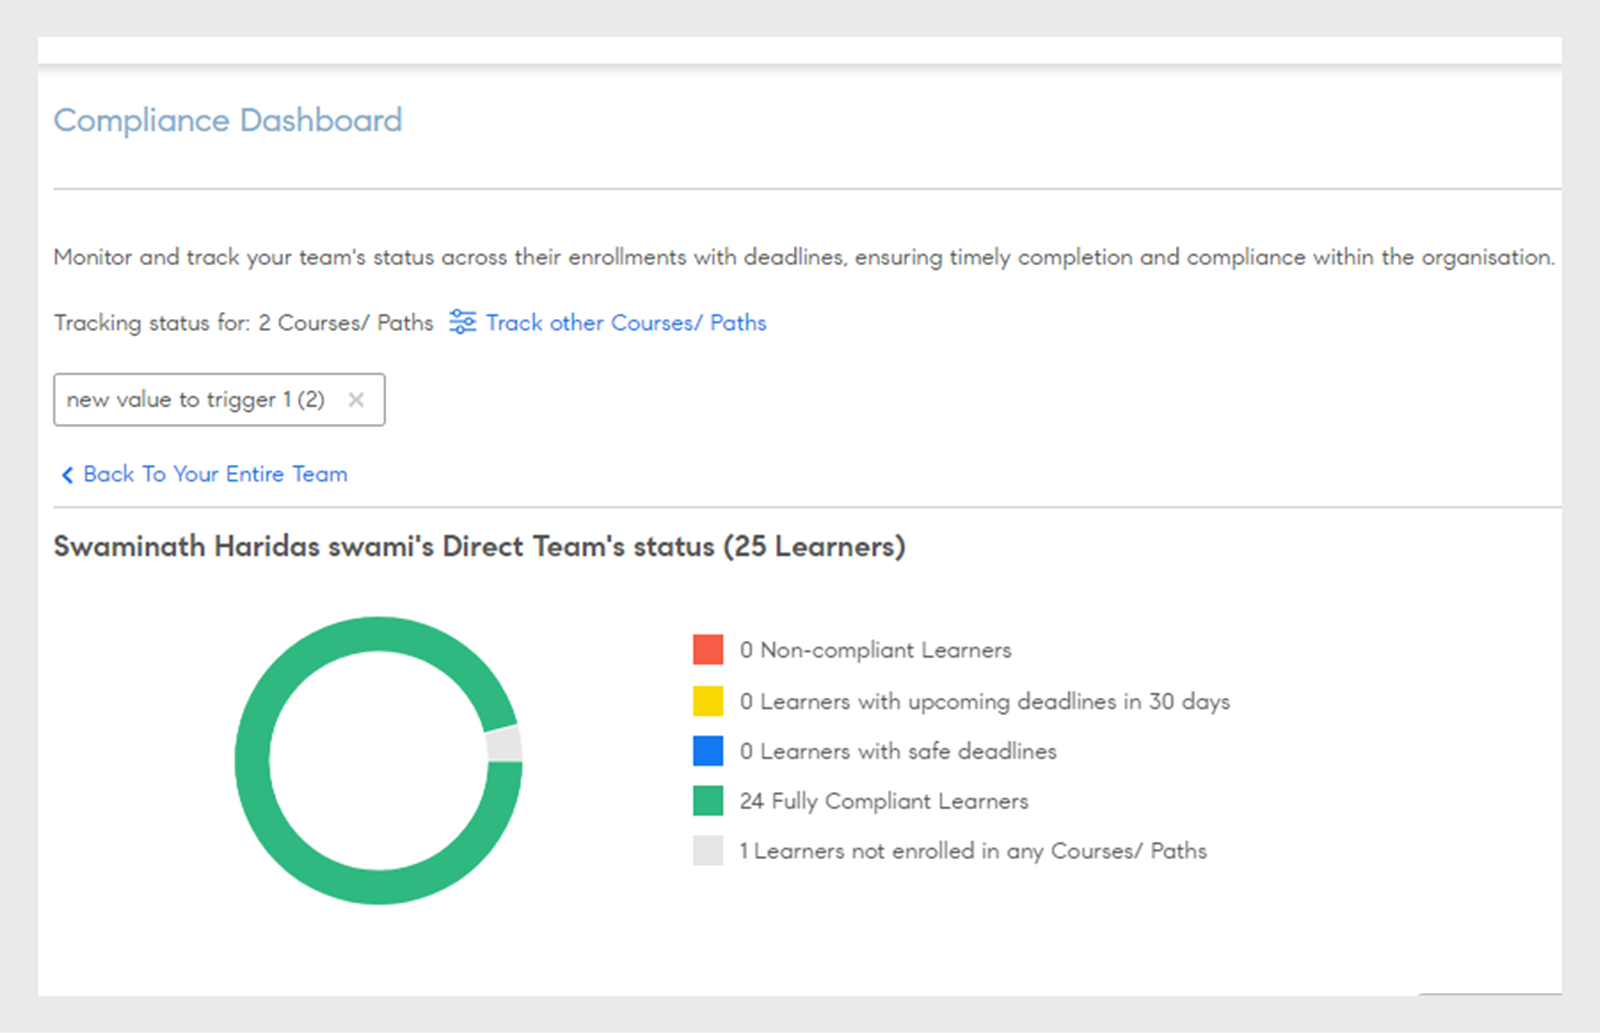 Compliance Dashboard
Monitor and track your team's status across their enrollments with deadlines, ensuring timely completion and compliance within the organisation.
Tracking status for: 2 Courses/ Paths Track other Courses/ Paths
new value to trigger 1 (2) ×
Back To Your Entire Team
Swaminath Haridas swami's Direct Team's status (25 Learners)
0 Non-compliant Learners
0 Learners with upcoming deadlines in 30 days
0 Learners with safe deadlines
24 Fully Compliant Learners
1 Learners not enrolled in any Courses/ Paths